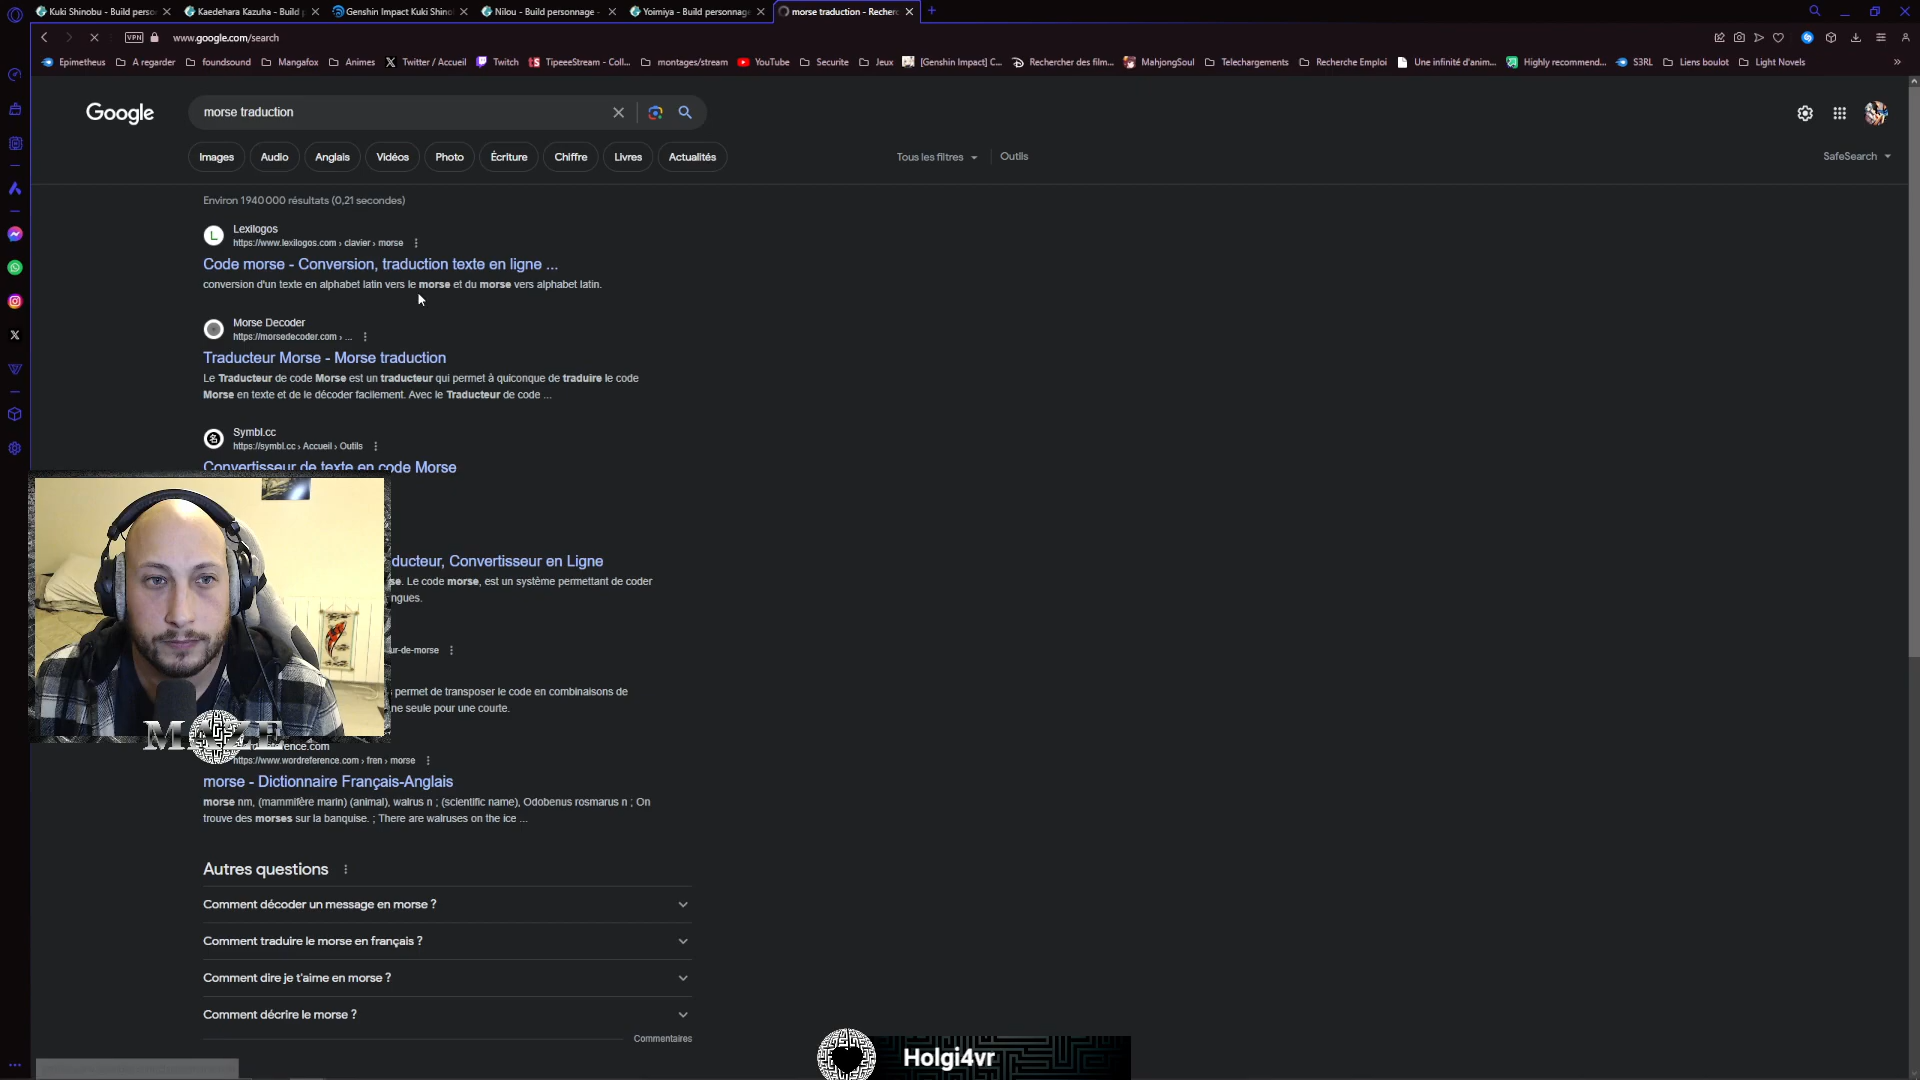 Kuki Shinobu - Build perso
Kaedehara Kazuha - Build p
Genshin Impact Kuki Shino
Nilou - Build personnage -
Yoimiya - Build personnage
morse traduction - Recher
VPN
www.google.com/search
Epimetheus
A regarder
foundsound
Mangafox
Animes
Twitter / Accueil
Twitch
TipeeeStream - Coll...
montages/stream
YouTube
Securite
Jeux
[Genshin Impact] C...
Rechercher des film...
MahjongSoul
Telechargements
Recherche Emploi
Une infinité d'anim...
Highly recommend...
S3RL
Liens boulot
Light Novels
Google
morse traduction
Images
Audio
Anglais
Vidéos
Photo
Écriture
Chiffre
Livres
Actualités
Tous les filtres
Outils
SafeSearch
Environ 1 940 000 résultats (0,21 secondes)
L
Lexilogos
https://www.lexilogos.com › clavier › morse
Code morse - Conversion, traduction texte en ligne ...
conversion d'un texte en alphabet latin vers le morse et du morse vers alphabet latin.
Morse Decoder
https://morsedecoder.com › ...
Traducteur Morse - Morse traduction
Le Traducteur de code Morse est un traducteur qui permet à quiconque de traduire le code
Morse en texte et de le décoder facilement. Avec le Traducteur de code ...
Symbl.cc
https://symbl.cc › Accueil › Outils
Convertisseur de texte en code Morse
ducteur, Convertisseur en Ligne
se. Le code morse, est un système permettant de coder
ngues.
ur-de-morse
permet de transposer le code en combinaisons de
ne seule pour une courte.
MAZE
ence.com
https://www.wordreference.com › fren › morse
morse - Dictionnaire Français-Anglais
morse nm, (mammifère marin) (animal), walrus n ; (scientific name), Odobenus rosmarus n ; On
trouve des morses sur la banquise. ; There are walruses on the ice ...
Autres questions
Comment décoder un message en morse ?
Comment traduire le morse en français ?
Comment dire je t'aime en morse ?
Comment décrire le morse ?
Commentaires
Holgi4vr